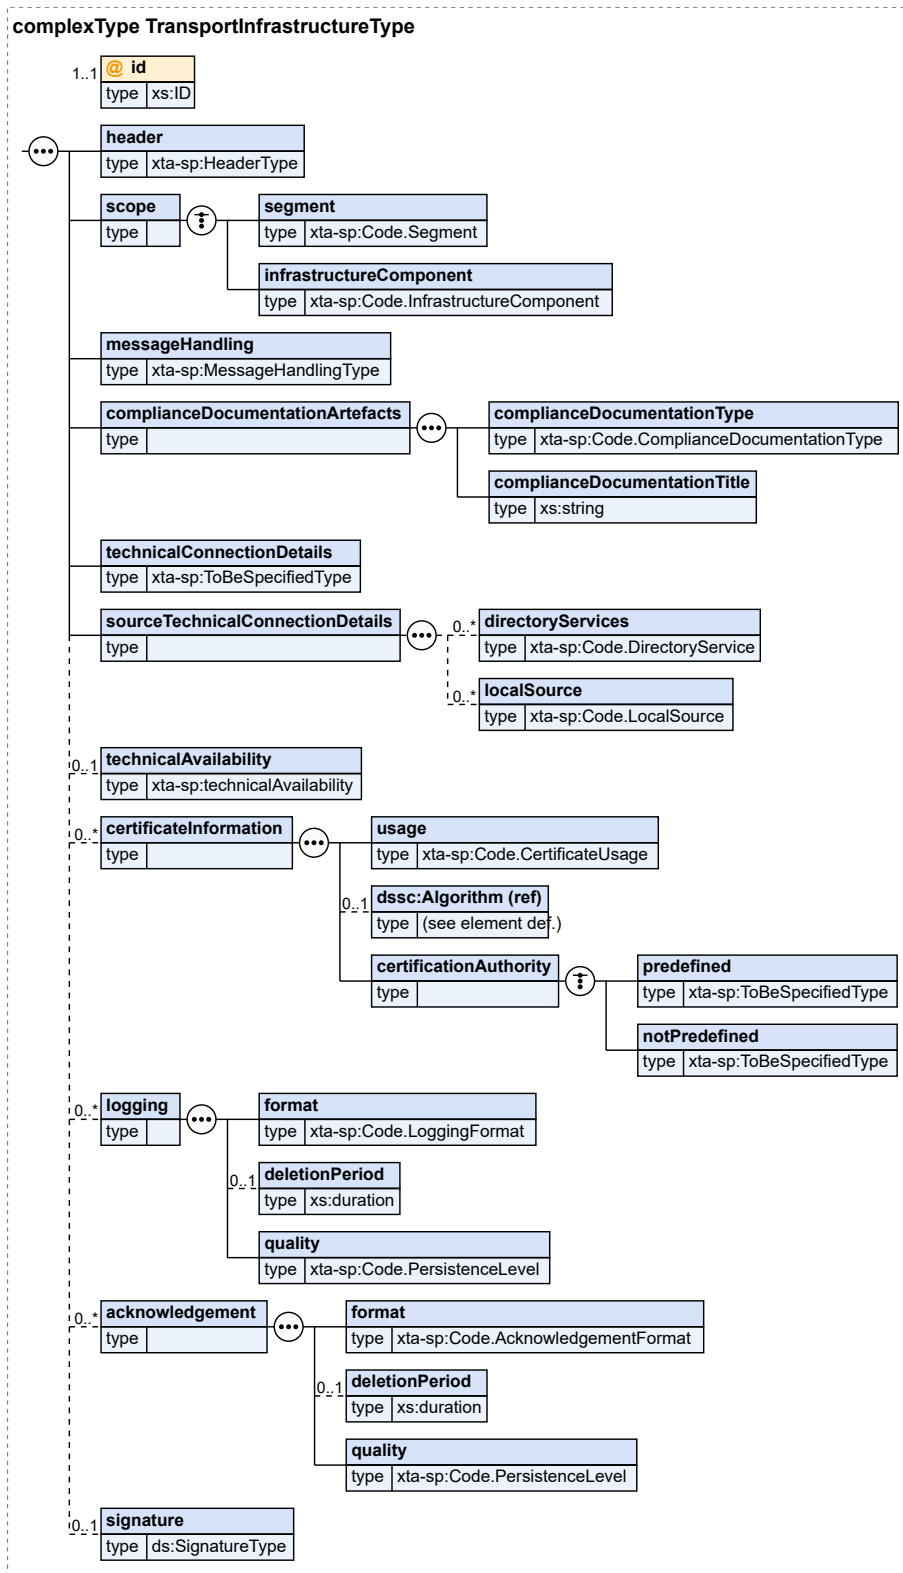 complexType TransportInfrastructureType
1..1
@ id
type xs:ID
header
type xta-sp:HeaderType
scope
type
segment
type xta-sp:Code.Segment
infrastructureComponent
type xta-sp:Code.InfrastructureComponent
messageHandling
type xta-sp:MessageHandlingType
complianceDocumentationArtefacts
type
complianceDocumentationType
type xta-sp:Code.ComplianceDocumentationType
complianceDocumentationTitle
type xs:string
technicalConnectionDetails
type xta-sp:ToBeSpecifiedType
sourceTechnicalConnectionDetails
type
0..*
directoryServices
type xta-sp:Code.DirectoryService
0..*
localSource
type xta-sp:Code.LocalSource
0..1
technicalAvailability
type xta-sp:technicalAvailability
0..*
certificateInformation
type
usage
type xta-sp:Code.CertificateUsage
0..1
dssc:Algorithm (ref)
type (see element def.)
certificationAuthority
type
predefined
type xta-sp:ToBeSpecifiedType
notPredefined
type xta-sp:ToBeSpecifiedType
0..*
logging
type
format
type xta-sp:Code.LoggingFormat
0..1
deletionPeriod
type xs:duration
quality
type xta-sp:Code.PersistenceLevel
0..*
acknowledgement
type
format
type xta-sp:Code.AcknowledgementFormat
0..1
deletionPeriod
type xs:duration
quality
type xta-sp:Code.PersistenceLevel
0..1
signature
type ds:SignatureType